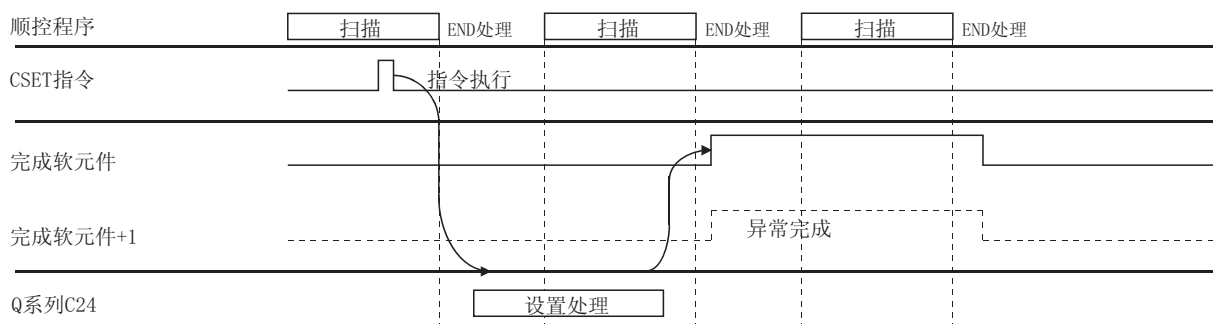 顺控程序
扫描 END处理 扫描 END处理 扫描 END处理
CSET指令
指令执行
完成软元件
完成软元件+1
异常完成
Q系列C24
设置处理